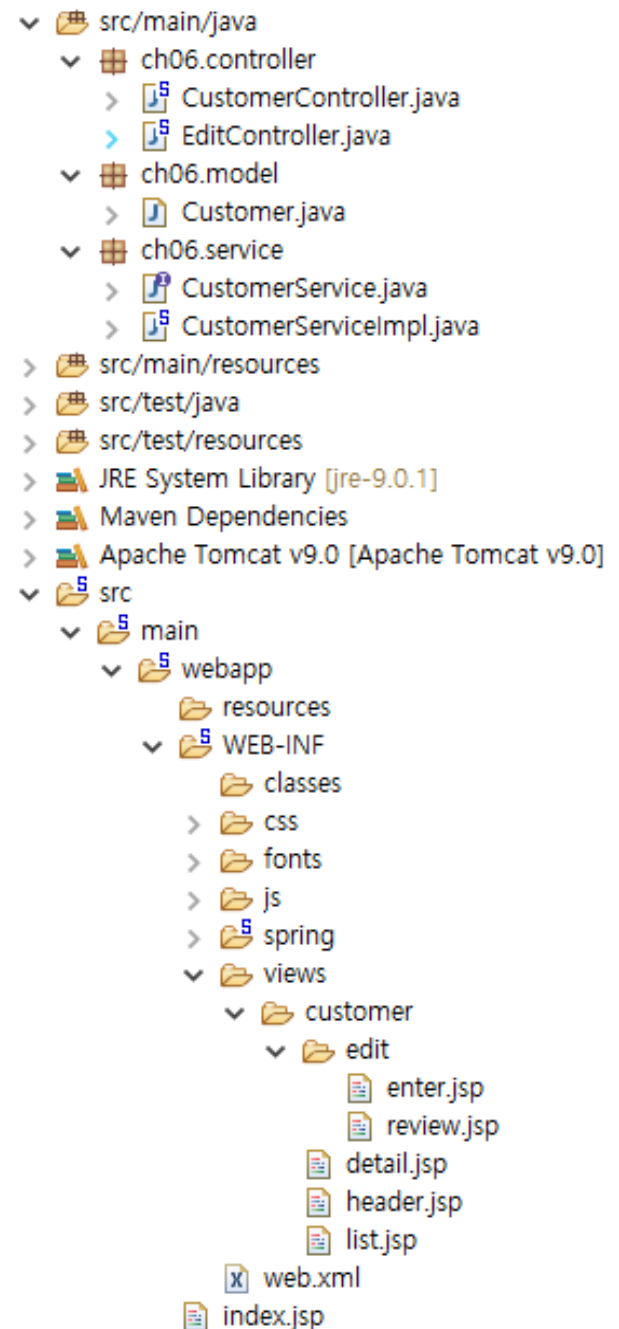 src/main/java
ch06.controller
CustomerController.java
EditController.java
ch06.model
Customer.java
ch06.service
CustomerService.java
CustomerServiceImpl.java
src/main/resources
src/test/java
src/test/resources
JRE System Library [jre-9.0.1]
Maven Dependencies
Apache Tomcat v9.0 [Apache Tomcat v9.0]
src
main
webapp
resources
WEB-INF
classes
css
fonts
js
spring
views
customer
edit
enter.jsp
review.jsp
detail.jsp
header.jsp
list.jsp
web.xml
index.jsp